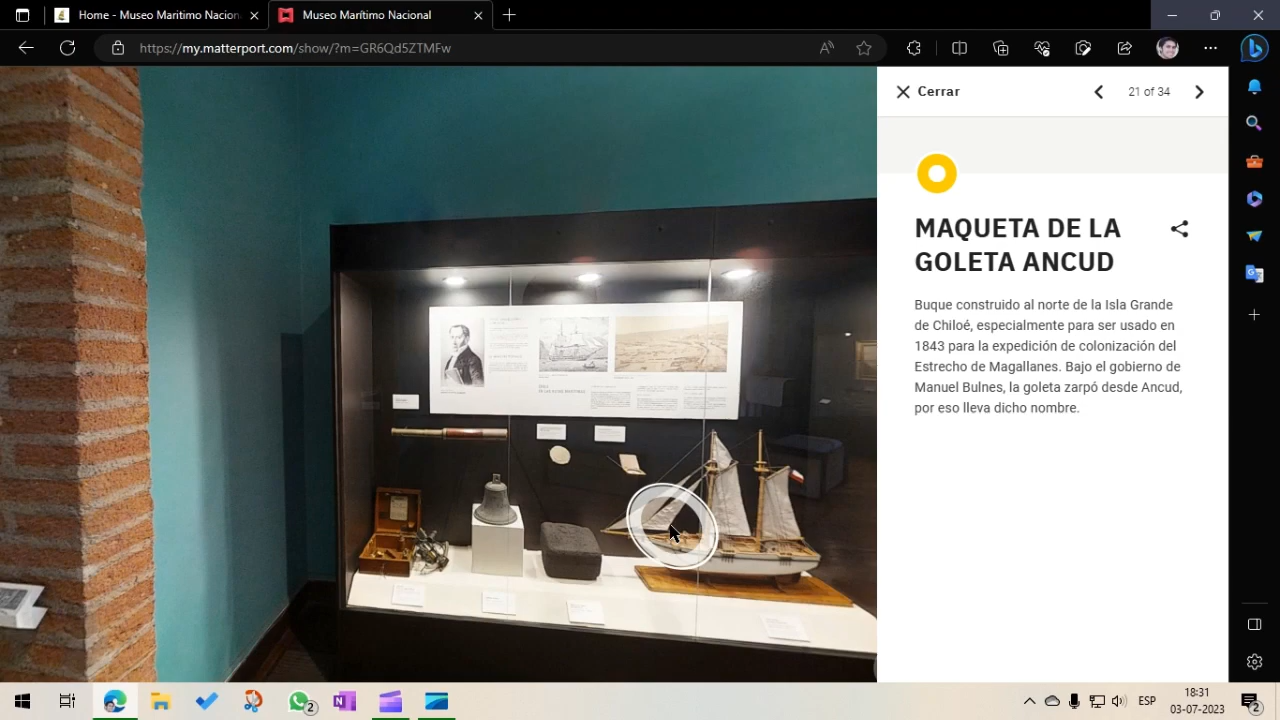 Home - Museo Maritimo Nacion
Museo Marítimo Nacional
https://my.matterport.com/show/?m=GR6Qd5ZTMFw
Cerrar
21 of 34
MAQUETA DE LA
GOLETA ANCUD
Buque construido al norte de la Isla Grande
de Chiloé, especialmente para ser usado en
1843 para la expedición de colonización del
Estrecho de Magallanes. Bajo el gobierno de
Manuel Bulnes, la goleta zarpó desde Ancud,
por eso lleva dicho nombre.
2
ESP
18:31
03-07-2023
2